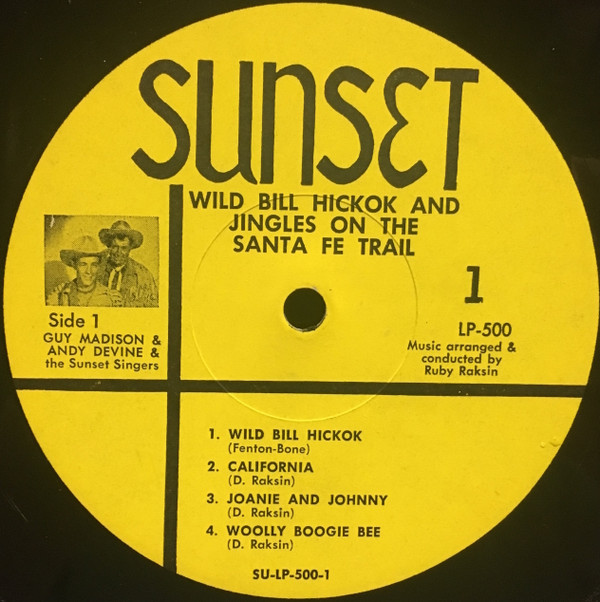 SUNSET
WILD BILL HICKOK AND
JINGLES ON THE
SANTA FE TRAIL
1
Side 1
GUY MADISON &
ANDY DEVINE &
the Sunset Singers
LP-500
Music arranged &
conducted by
Ruby Raksin
1. WILD BILL HICKOK
(Fenton-Bone)
2. CALIFORNIA
(D. Raksin)
3. JOANIE AND JOHNNY
(D. Raksin)
4. WOOLLY BOOGIE BEE
(D. Raksin)
SU-LP-500-1